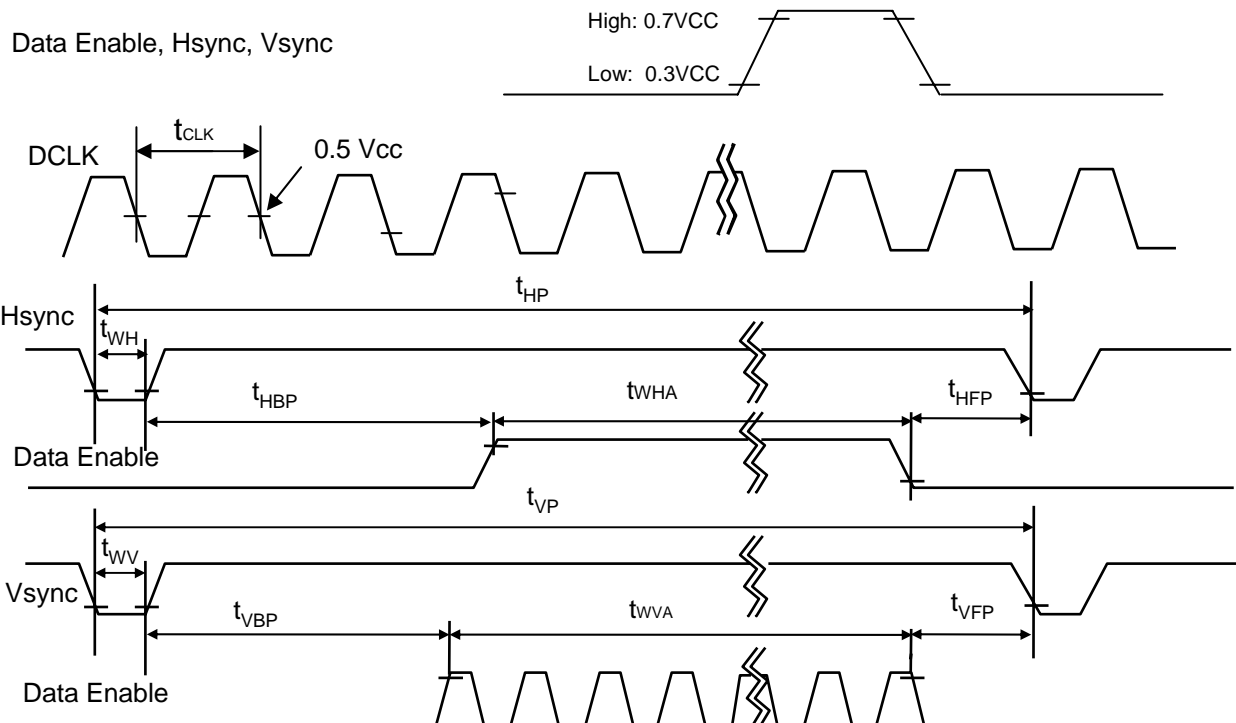 High: 0.7VCC
Data Enable, Hsync, Vsync
Low: 0.3VCC
tCLK
0.5 Vcc
DCLK
tHP
Hsync
tWH
tHBP
tWHA
tHFP
Data Enable
tVP
tWV
Vsync
tVBP
tWVA
tVFP
Data Enable